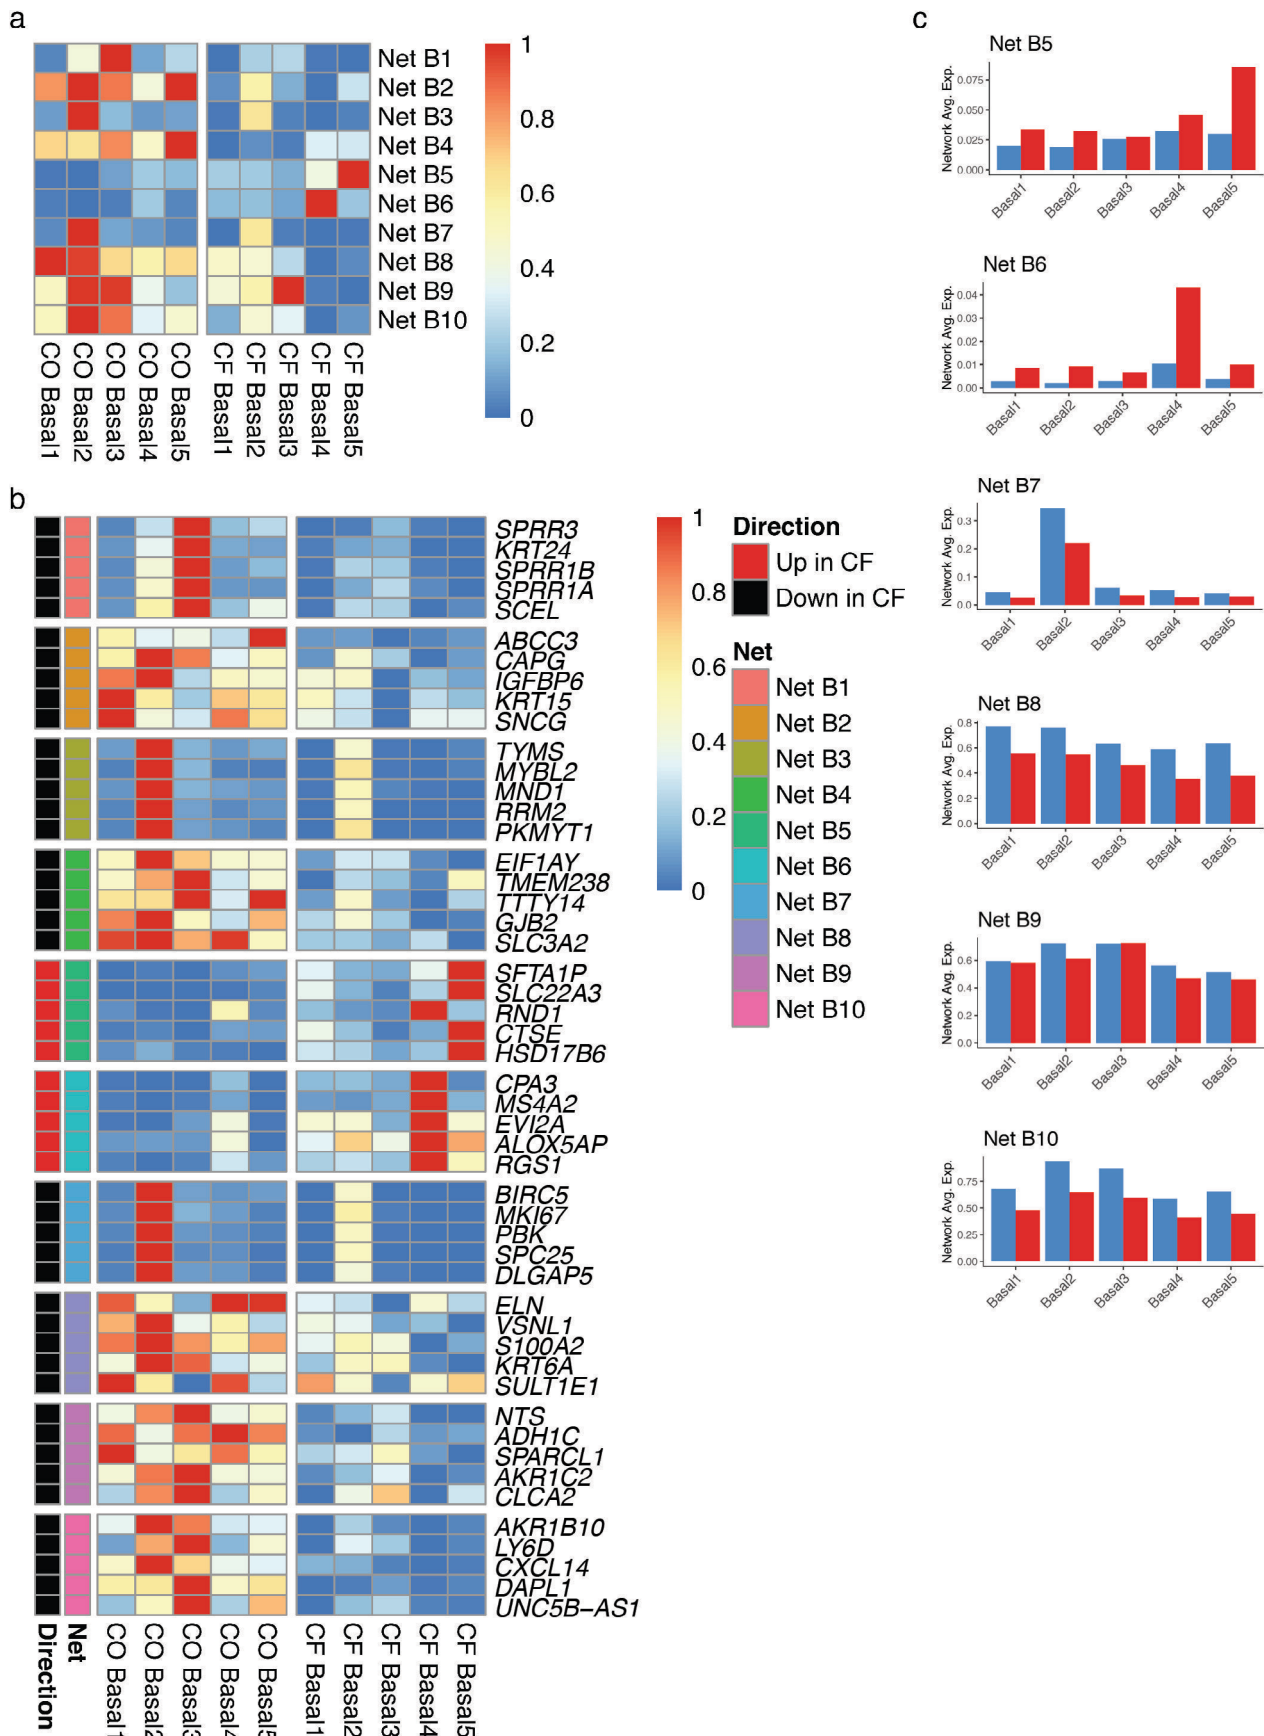 a
Net B1
Net B2
Net B3
Net B4
Net B5
Net B6
Net B7
Net B8
Net B9
Net B10
1
0.8
0.6
0.4
0.2
0
CO Basal1
CO Basal2
CO Basal3
CO Basal4
CO Basal5
CF Basal1
CF Basal2
CF Basal3
CF Basal4
CF Basal5
b
SPRR3
KRT24
SPRR1B
SPRR1A
SCEL
ABCC3
CAPG
IGFBP6
KRT15
SNCG
TYMS
MYBL2
MND1
RRM2
PKMYT1
EIF1AY
TMEM238
TTTY14
GJB2
SLC3A2
SFTA1P
SLC22A3
RND1
CTSE
HSD17B6
CPA3
MS4A2
EVI2A
ALOX5AP
RGS1
BIRC5
MKI67
PBK
SPC25
DLGAP5
ELN
VSNL1
S100A2
KRT6A
SULT1E1
NTS
ADH1C
SPARCL1
AKR1C2
CLCA2
AKR1B10
LY6D
CXCL14
DAPL1
UNC5B−AS1
Direction
Net
CO Basal1
CO Basal2
CO Basal3
CO Basal4
CO Basal5
CF Basal1
CF Basal2
CF Basal3
CF Basal4
CF Basal5
1
0.8
0.6
0.4
0.2
0
Direction
Up in CF
Down in CF
Net
Net B1
Net B2
Net B3
Net B4
Net B5
Net B6
Net B7
Net B8
Net B9
Net B10
c
Net B5
Network Avg. Exp.
0.075
0.050
0.025
0.000
Basal1
Basal2
Basal3
Basal4
Basal5
Net B6
Network Avg. Exp.
0.04
0.03
0.02
0.01
0.00
Basal1
Basal2
Basal3
Basal4
Basal5
Net B7
Network Avg. Exp.
0.3
0.2
0.1
0.0
Basal1
Basal2
Basal3
Basal4
Basal5
Net B8
Network Avg. Exp.
0.8
0.6
0.4
0.2
0.0
Basal1
Basal2
Basal3
Basal4
Basal5
Net B9
Network Avg. Exp.
0.6
0.4
0.2
0.0
Basal1
Basal2
Basal3
Basal4
Basal5
Net B10
Network Avg. Exp.
0.75
0.50
0.25
0.00
Basal1
Basal2
Basal3
Basal4
Basal5